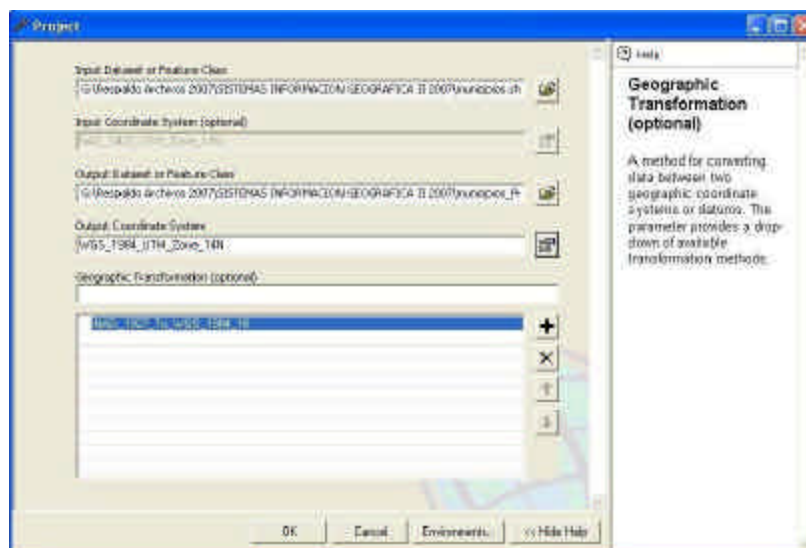 Project
Input Dataset or Feature Class
G:\Respaldo Archivos 2007\SISTEMAS INFORMACION GEOGRAFICA II 2007\municipios.sh
Input Coordinate System (optional)
Output Dataset or Feature Class
G:\Respaldo Archivos 2007\SISTEMAS INFORMACION GEOGRAFICA II 2007\municipios_Pr
Output Coordinate System
WGS_1984_UTM_Zone_14N
Geographic Transformation (optional)
OK
Cancel
Environments...
<< Hide Help
Help
Geographic
Transformation
(optional)
A method for converting
data between two
geographic coordinate
systems or datums. The
parameter provides a drop-
down of available
transformation methods.